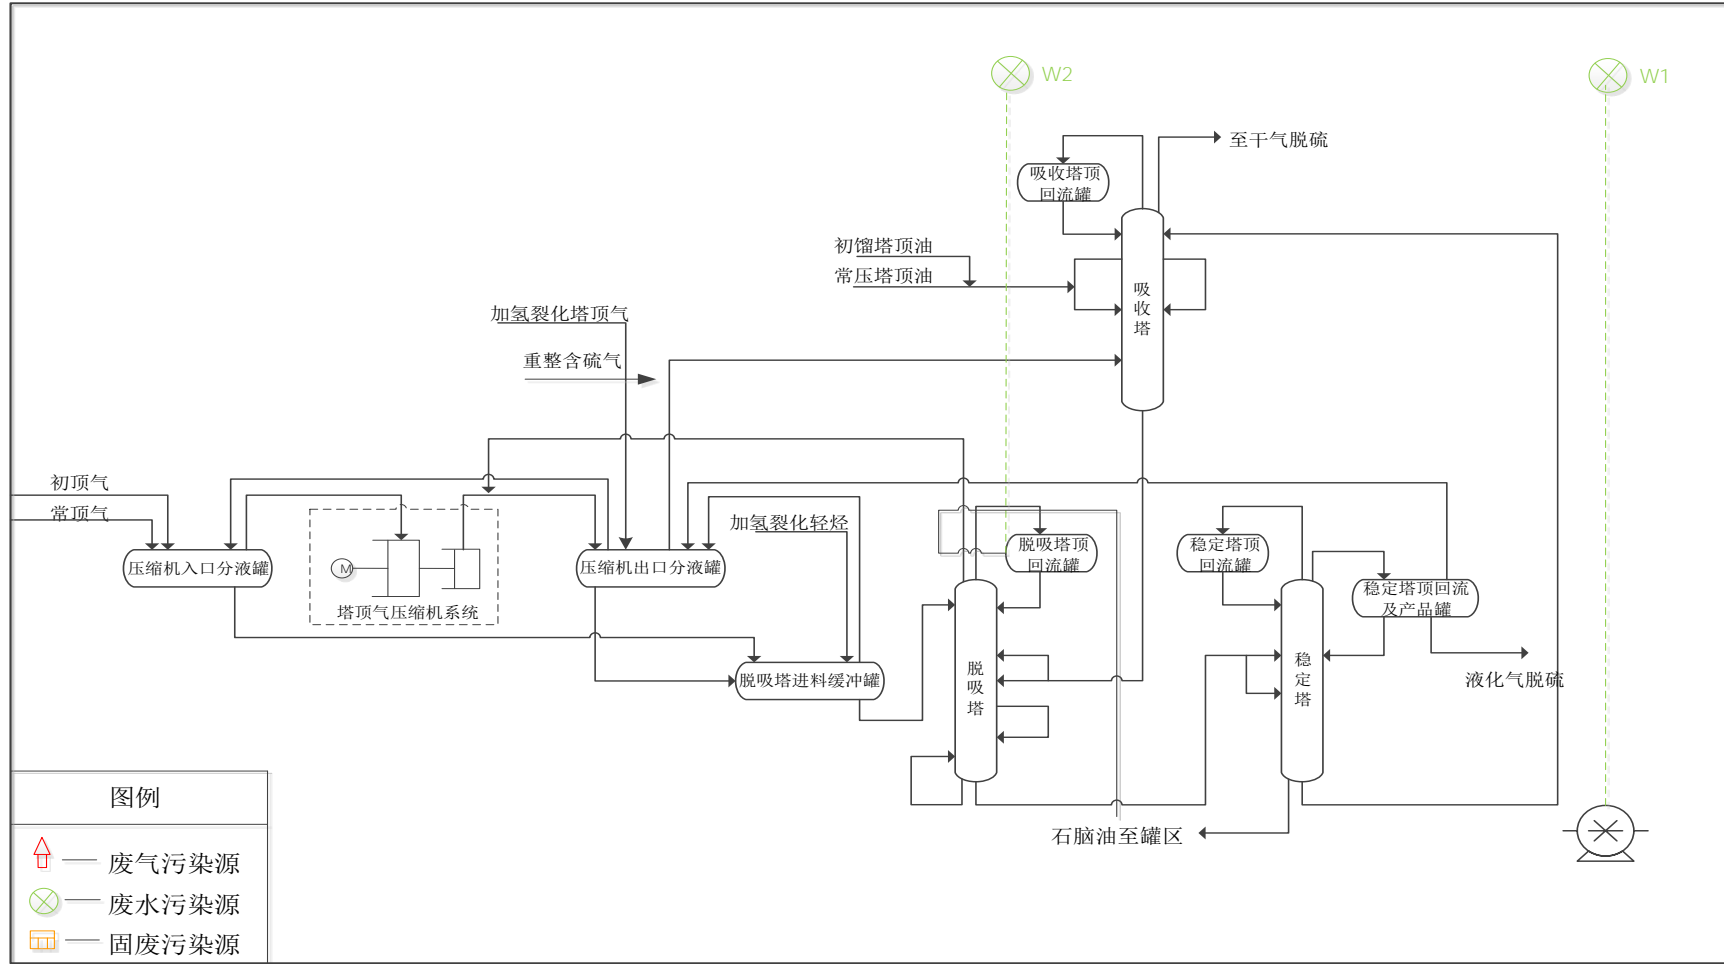 W2
W1
至干气脱硫
吸收塔顶
回流罐
初馏塔顶油
常压塔顶油
吸
收
塔
加氢裂化塔顶气
重整含硫气
初顶气
常顶气
加氢裂化轻烃
脱吸塔顶
回流罐
稳定塔顶
回流罐
压缩机入口分液罐
M
压缩机出口分液罐
稳定塔顶回流
及产品罐
塔顶气压缩机系统
脱吸塔进料缓冲罐
脱
吸
塔
稳
定
塔
液化气脱硫
石脑油至罐区
图例
废气污染源
废水污染源
固废污染源